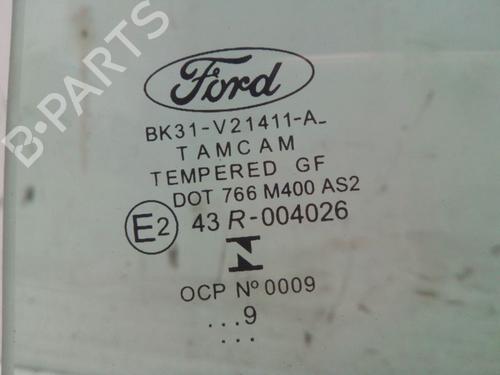 B-PARTS
Ford
BK31-V21411-A_
TAMCAM
TEMPERED GF
DOT 766 M400 AS2
E2 43 R-004026
OCP Nº 0009
...9
...